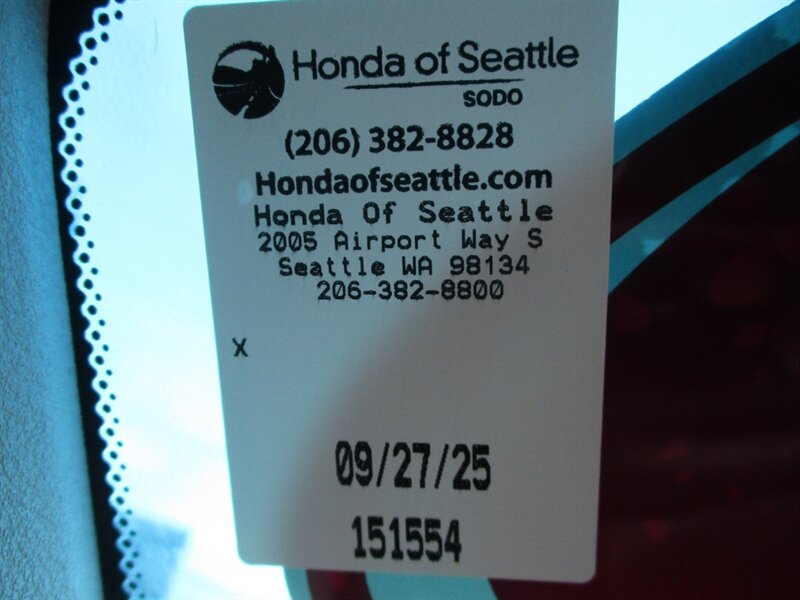 Honda of Seattle
SODO
(206) 382-8828
Hondaofseattle.com
Honda Of Seattle
2005 Airport Way S
Seattle WA 98134
206-382-8800
X
09/27/25
151554